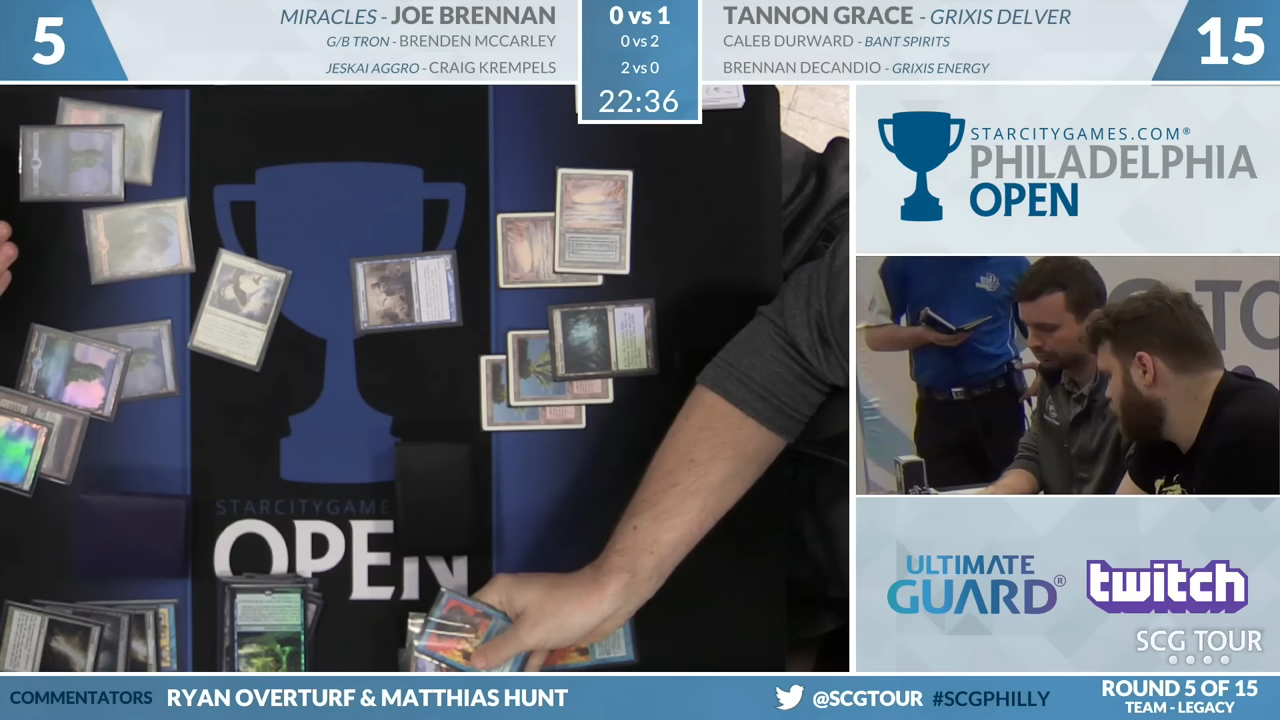 5
MIRACLES - JOE BRENNAN
G/B TRON - BRENDEN MCCARLEY
JESKAI AGGRO - CRAIG KREMPELS
0 vs 1
0 vs 2
2 vs 0
22:36
TANNON GRACE - GRIXIS DELVER
CALEB DURWARD - BANT SPIRITS
BRENNAN DECANDIO - GRIXIS ENERGY
15
STARCITYGAMES.COM®
PHILADELPHIA
OPEN
STARCITYGAME
OPEN
ULTIMATE
GUARD®
twitch
SCG TOUR
COMMENTATORS RYAN OVERTURF & MATTHIAS HUNT
@SCGTOUR #SCGPHILLY
ROUND 5 OF 15
TEAM - LEGACY